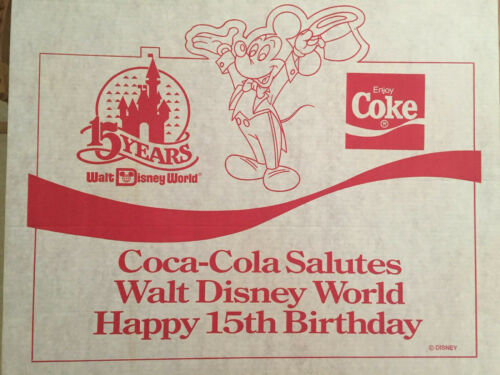 15 YEARS
Walt Disney World®
Enjoy
Coke
®
Coca-Cola Salutes
Walt Disney World
Happy 15th Birthday
© DISNEY